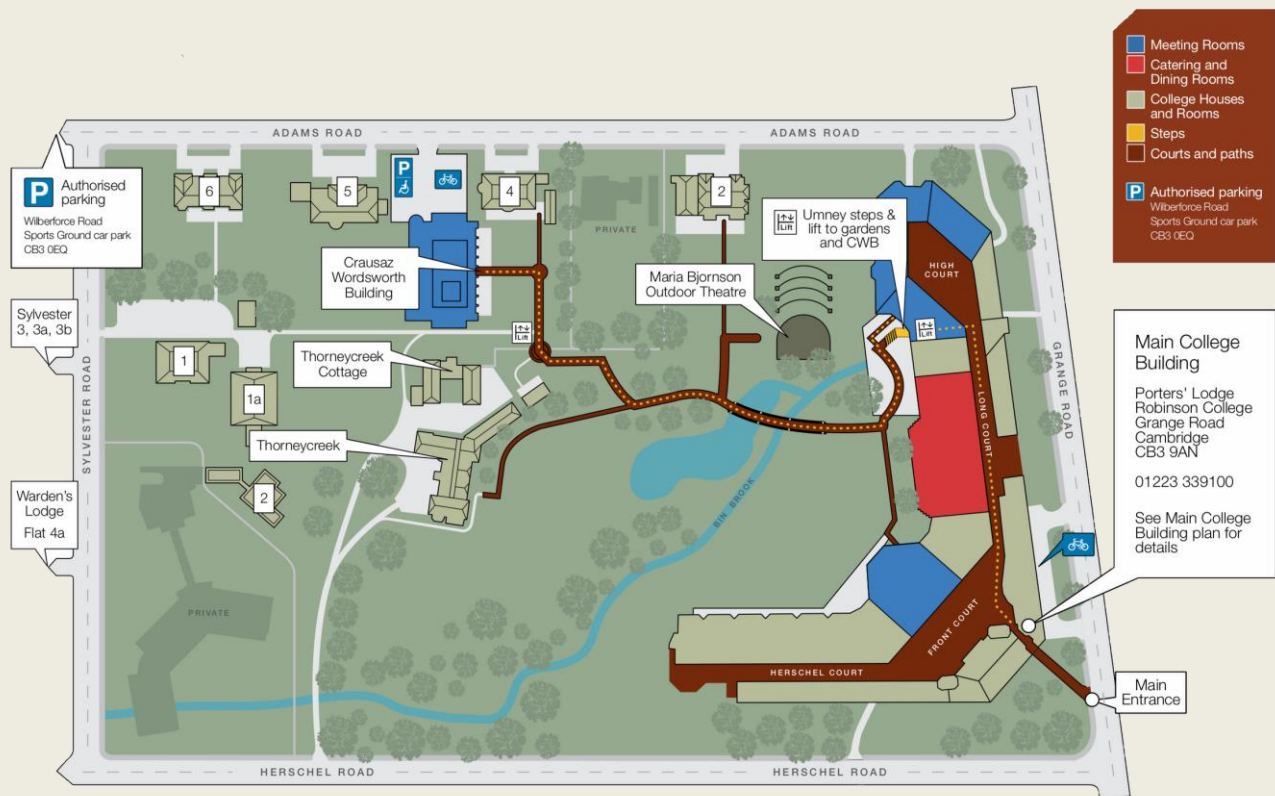 Meeting Rooms
Catering and
Dining Rooms
College Houses
and Rooms
Steps
Courts and paths
P Authorised parking
Wilberforce Road
Sports Ground car park
CB3 0EQ
ADAMS ROAD
ADAMS ROAD
P Authorised
parking
Wilberforce Road
Sports Ground car park
CB3 0EQ
6
5
P
4
2
PRIVATE
Umney steps &
lift to gardens
and CWB
Lift
Crausaz
Wordsworth
Building
Maria Bjornson
Outdoor Theatre
HIGH
COURT
Sylvester
3, 3a, 3b
Lift
Lift
1
Thorneycreek
Cottage
1a
Thorneycreek
LONG COURT
GRANGE ROAD
SYLVESTER ROAD
Main College
Building
Porters' Lodge
Robinson College
Grange Road
Cambridge
CB3 9AN
01223 339100
See Main College
Building plan for
details
Warden's
Lodge
Flat 4a
2
BIN BROOK
PRIVATE
FRONT COURT
HERSCHEL COURT
Main
Entrance
HERSCHEL ROAD
HERSCHEL ROAD